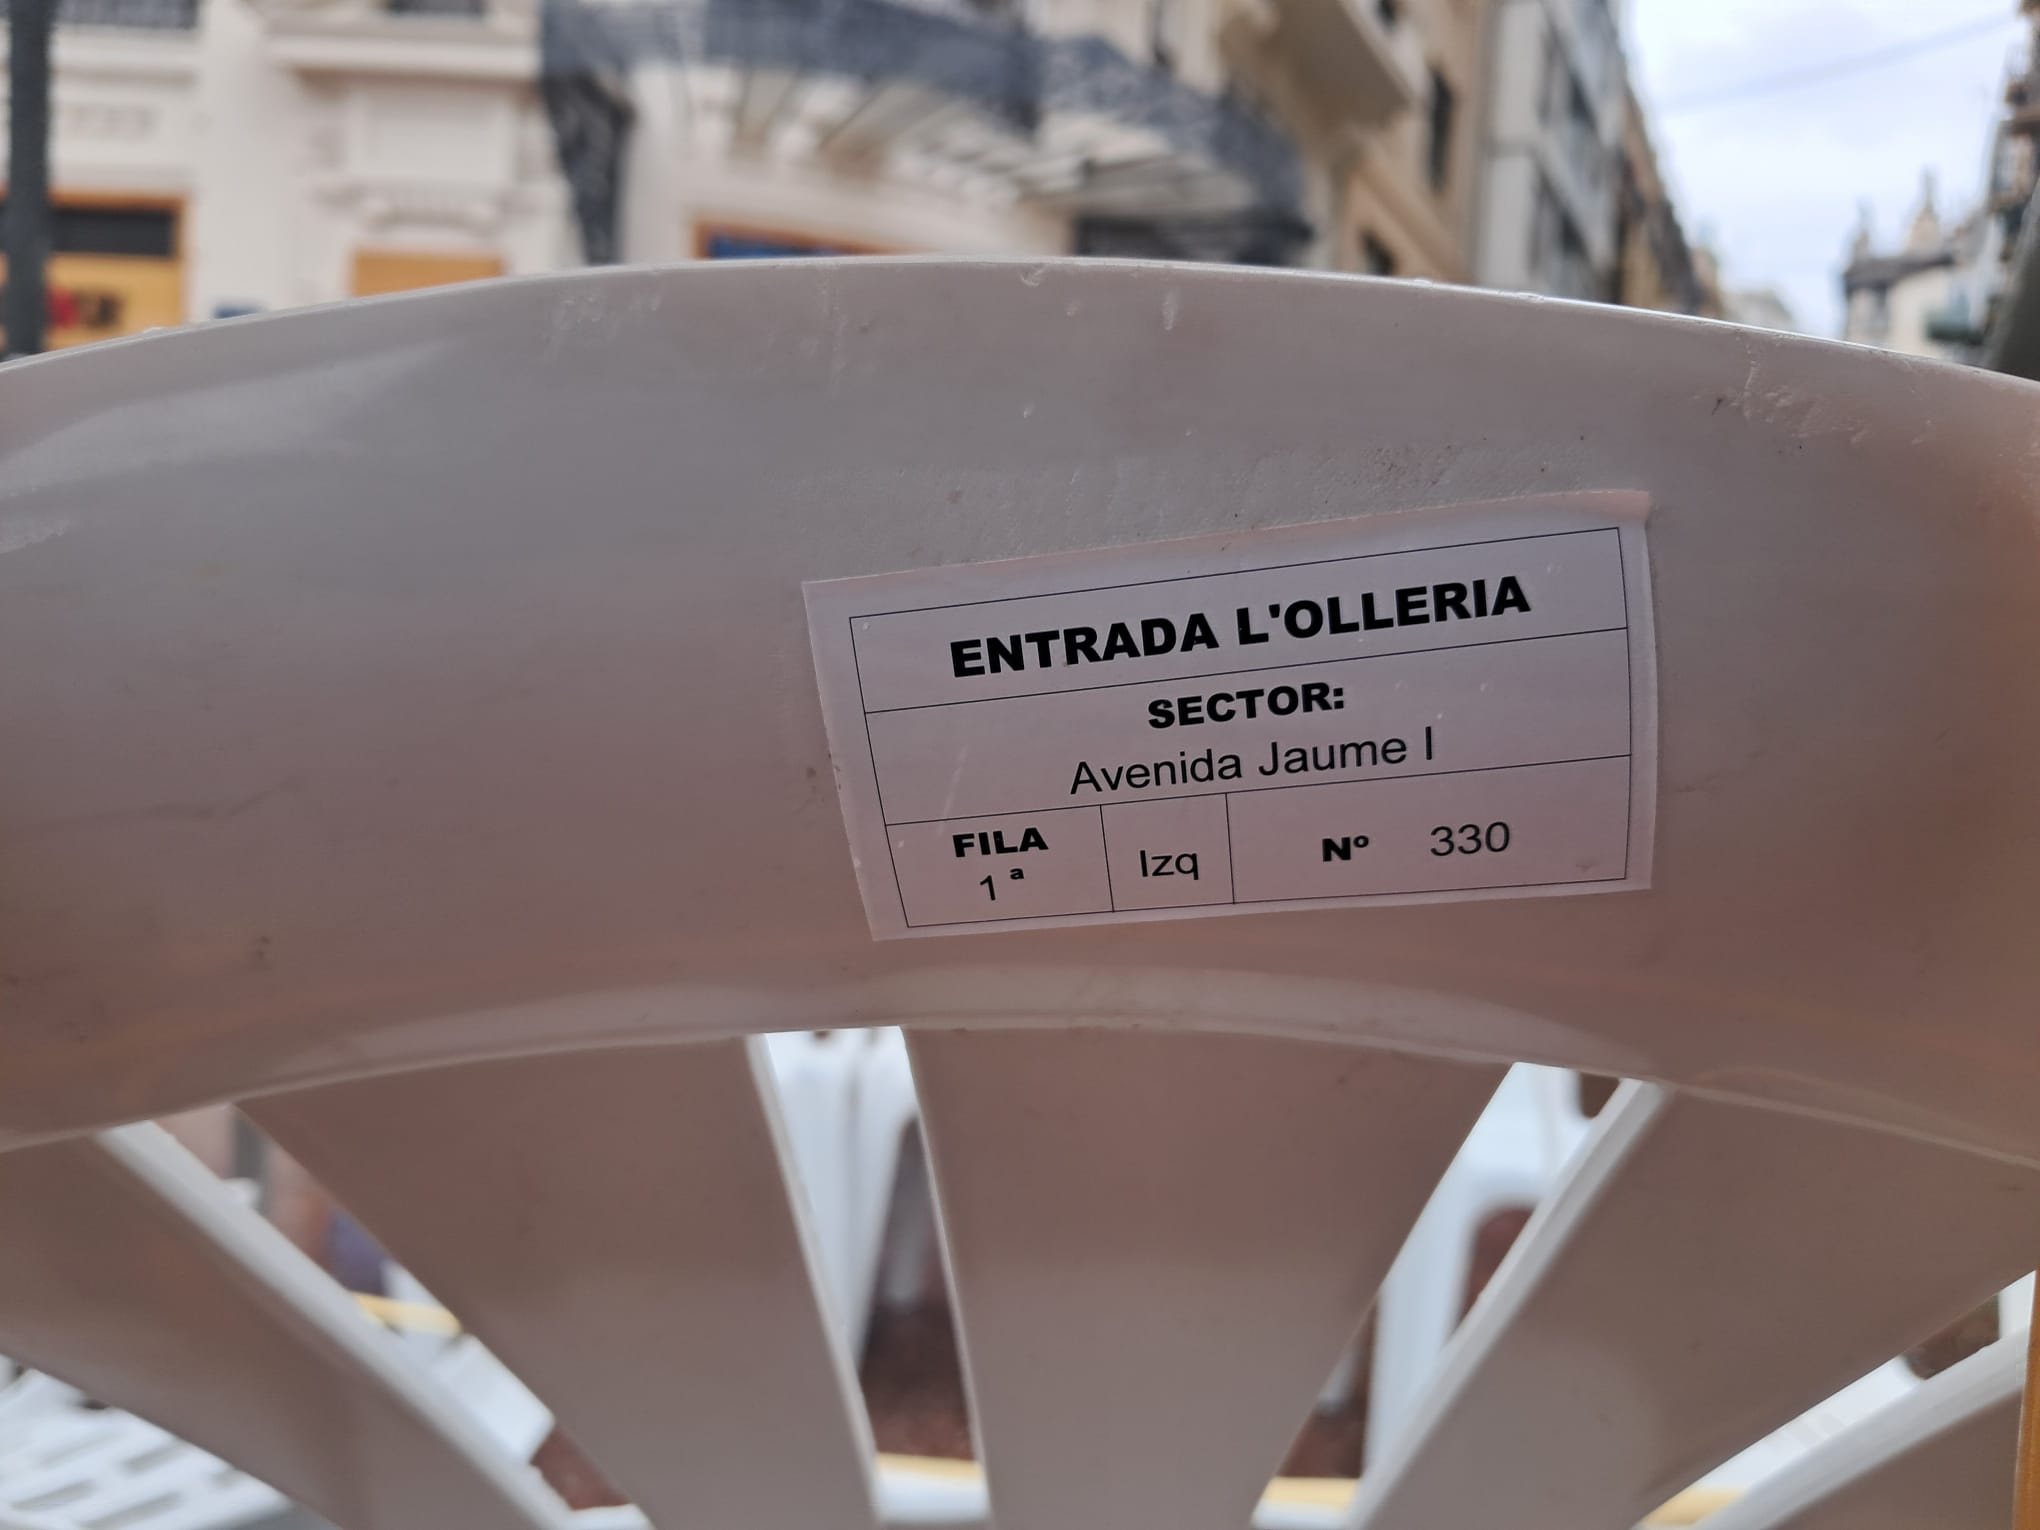 ENTRADA L'OLLERIA
SECTOR:
Avenida Jaume I
FILA
1ª
Izq
Nº 330